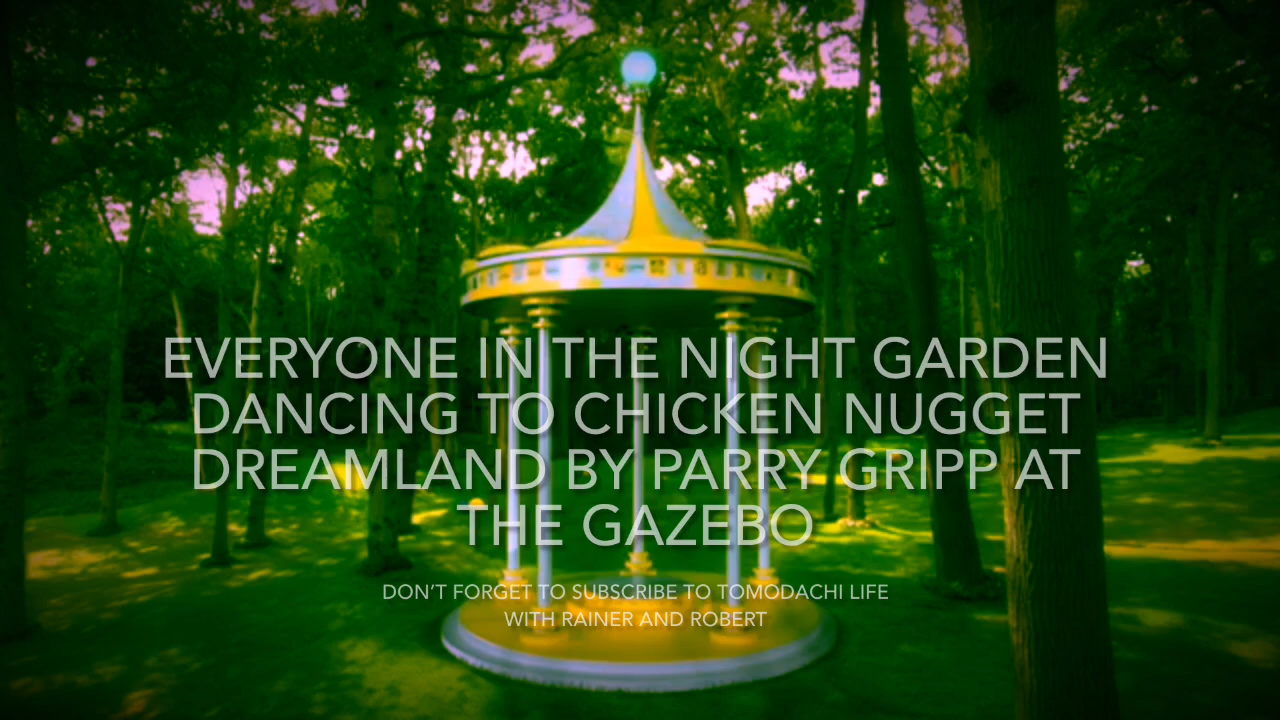 EVERYONE IN THE NIGHT GARDEN
DANCING TO CHICKEN NUGGET
DREAMLAND BY PARRY GRIPP AT
THE GAZEBO
DON’T FORGET TO SUBSCRIBE TO TOMODACHI LIFE
WITH RAINER AND ROBERT